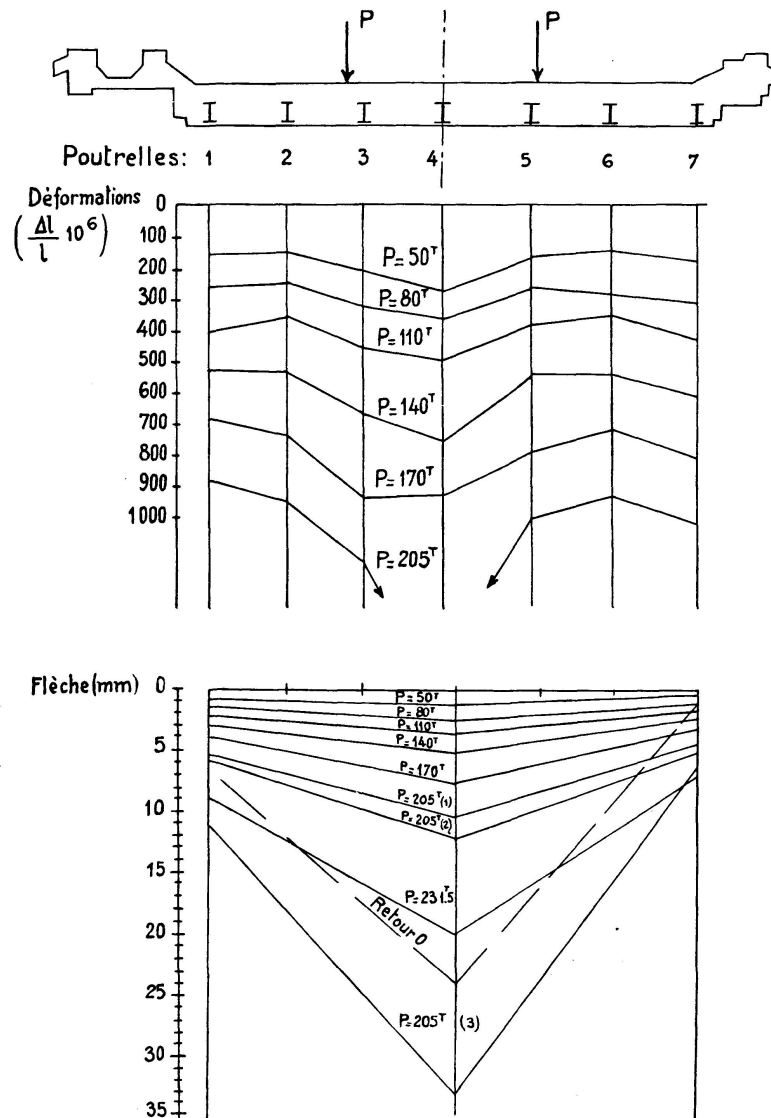 P P
Poutrelles: 1 2 3 4 5 6 7
Déformations
(Δl/l 10⁶)
0
100
200
300
400
500
600
700
800
900
1000
P=50ᵀ
P=80ᵀ
P=110ᵀ
P=140ᵀ
P=170ᵀ
P=205ᵀ
Flèche(mm)
0
5
10
15
20
25
30
35
P=50ᵀ
P=80ᵀ
P=110ᵀ
P=140ᵀ
P=170ᵀ
P=205ᵀ(1)
P=205ᵀ(2)
P=231.5ᵀ
Retour 0
P=205ᵀ (3)